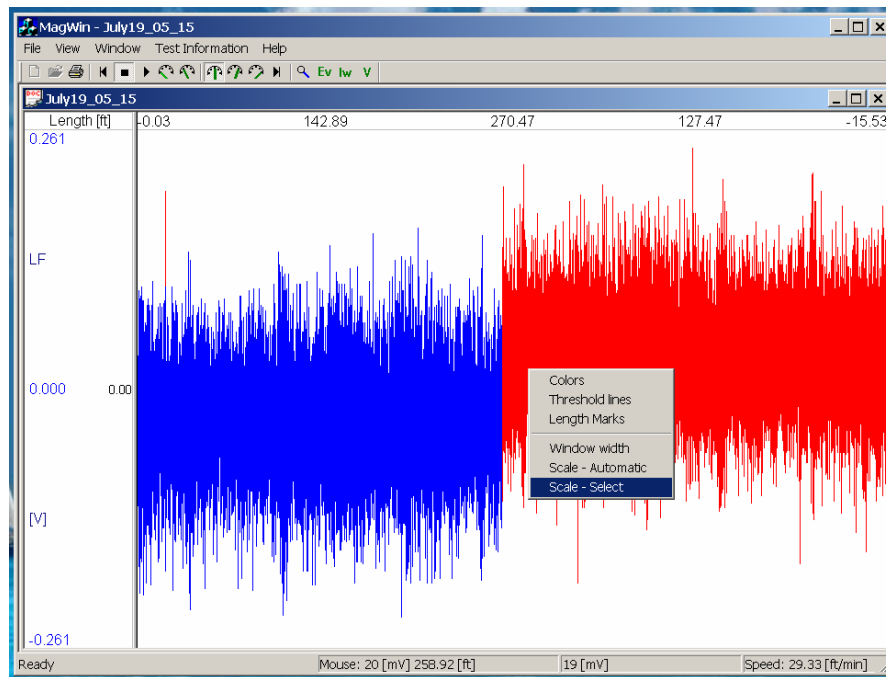 MagWin - July19_05_15
File View Window Test Information Help
Ev Iw V
July19_05_15
Length [ft] -0.03 142.89 270.47 127.47 -15.53
0.261
LF
0.000 0.00
[V]
-0.261
Colors
Threshold lines
Length Marks
Window width
Scale - Automatic
Scale - Select
Ready Mouse: 20 [mV] 258.92 [ft] 19 [mV] Speed: 29.33 [ft/min]